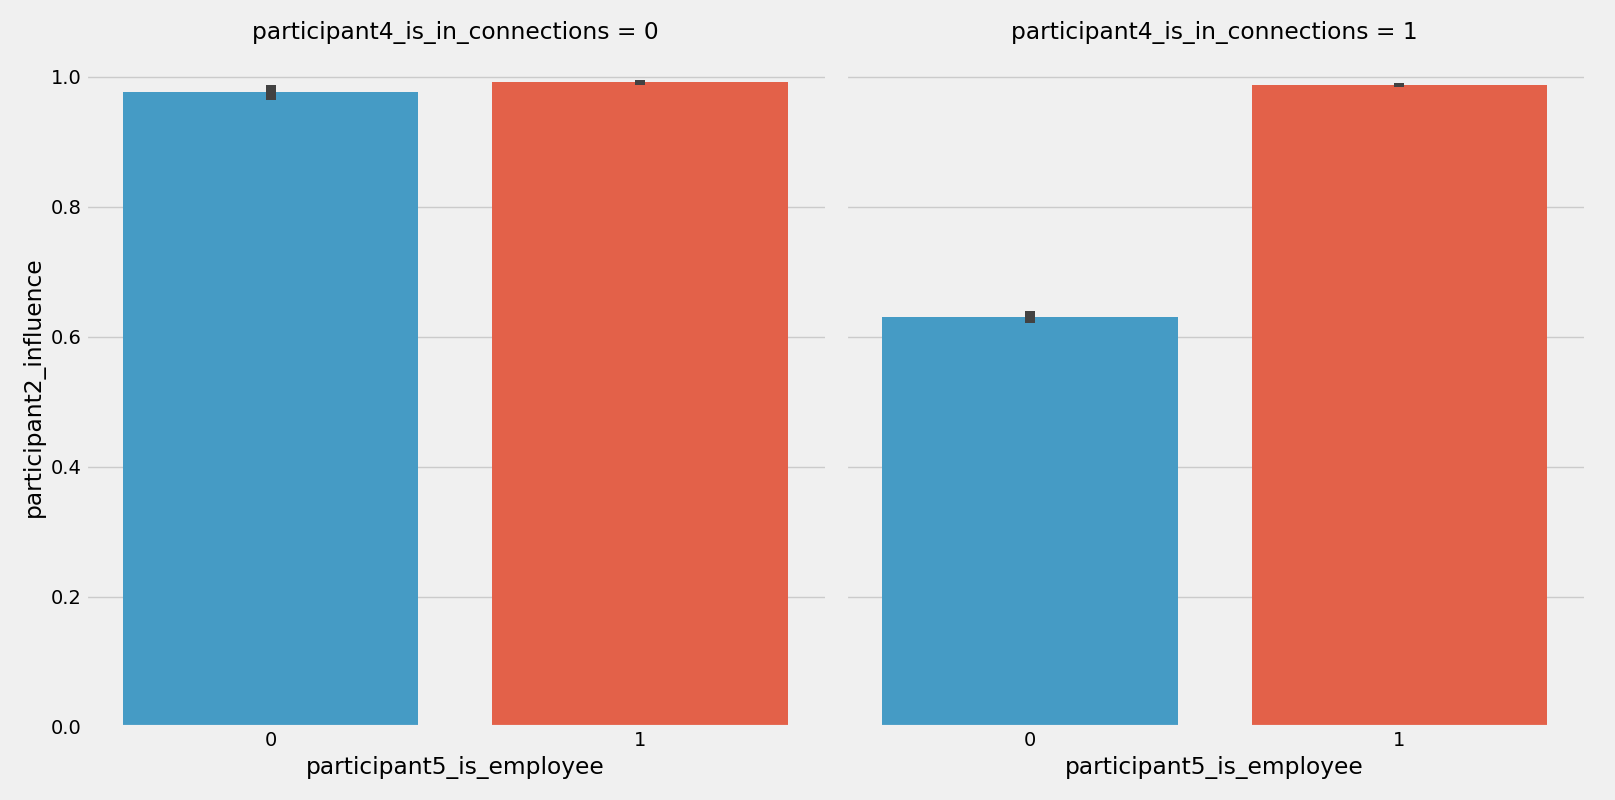 participant4_is_in_connections = 0
participant4_is_in_connections = 1
participant2_influence
1.0
0.8
0.6
0.4
0.2
0.0
0 1
0 1
participant5_is_employee
participant5_is_employee